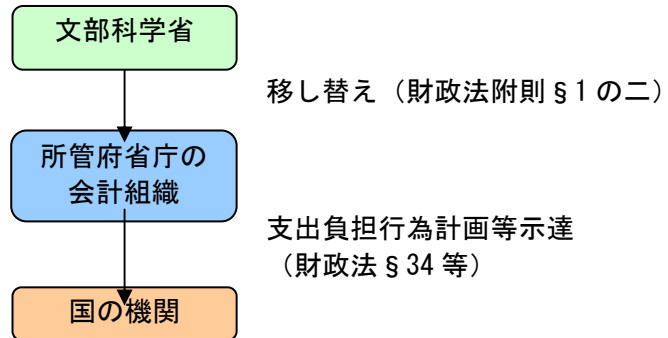 文部科学省
移し替え（財政法附則§1の二）
所管府省庁の
会計組織
支出負担行為計画等示達
（財政法§34等）
国の機関